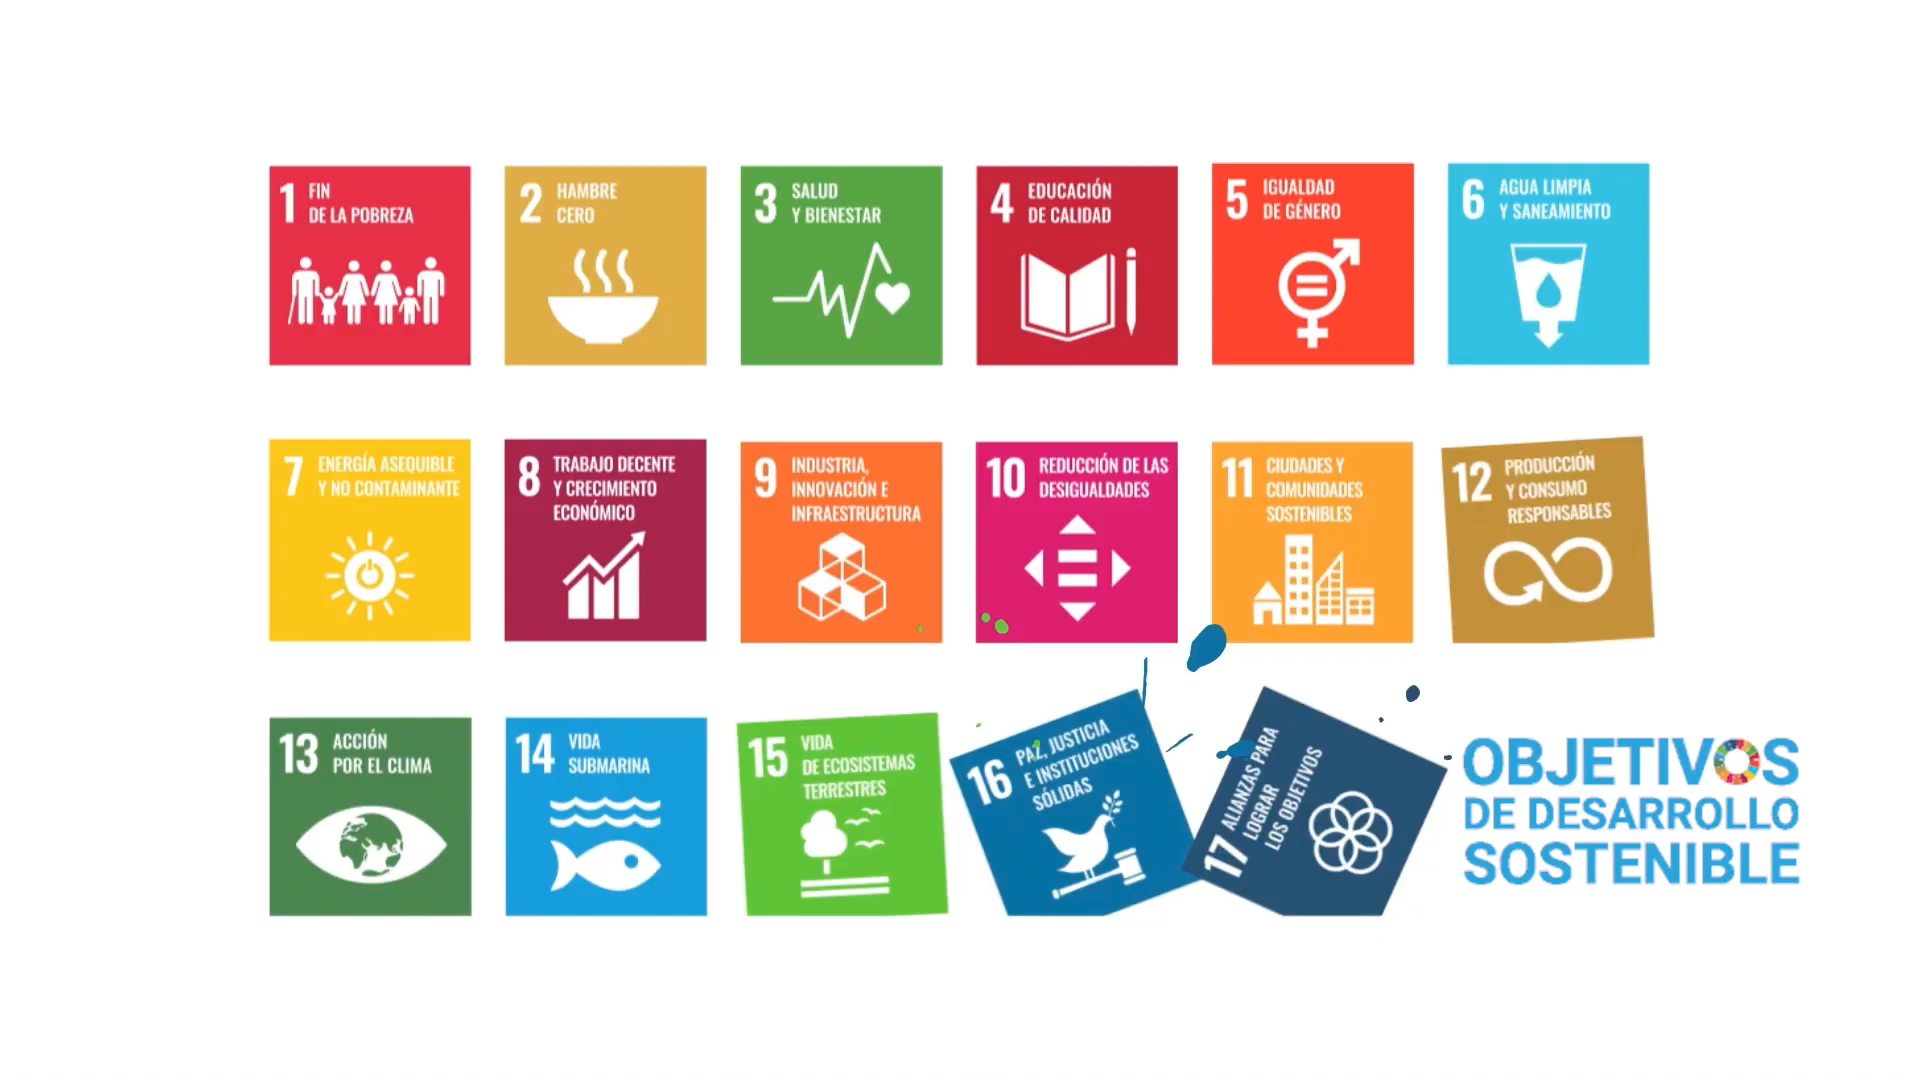 1 FIN
DE LA POBREZA
2 HAMBRE
CERO
3 SALUD
Y BIENESTAR
4 EDUCACIÓN
DE CALIDAD
5 IGUALDAD
DE GÉNERO
6 AGUA LIMPIA
Y SANEAMIENTO
7 ENERGÍA ASEQUIBLE
Y NO CONTAMINANTE
8 TRABAJO DECENTE
Y CRECIMIENTO
ECONÓMICO
9 INDUSTRIA,
INNOVACIÓN E
INFRAESTRUCTURA
10 REDUCCIÓN DE LAS
DESIGUALDADES
11 CIUDADES Y
COMUNIDADES
SOSTENIBLES
12 PRODUCCIÓN
Y CONSUMO
RESPONSABLES
13 ACCIÓN
POR EL CLIMA
14 VIDA
SUBMARINA
15 VIDA
DE ECOSISTEMAS
TERRESTRES
16 PAZ, JUSTICIA
E INSTITUCIONES
SÓLIDAS
17 ALIANZAS PARA
LOGRAR
LOS OBJETIVOS
OBJETIVOS
DE DESARROLLO
SOSTENIBLE